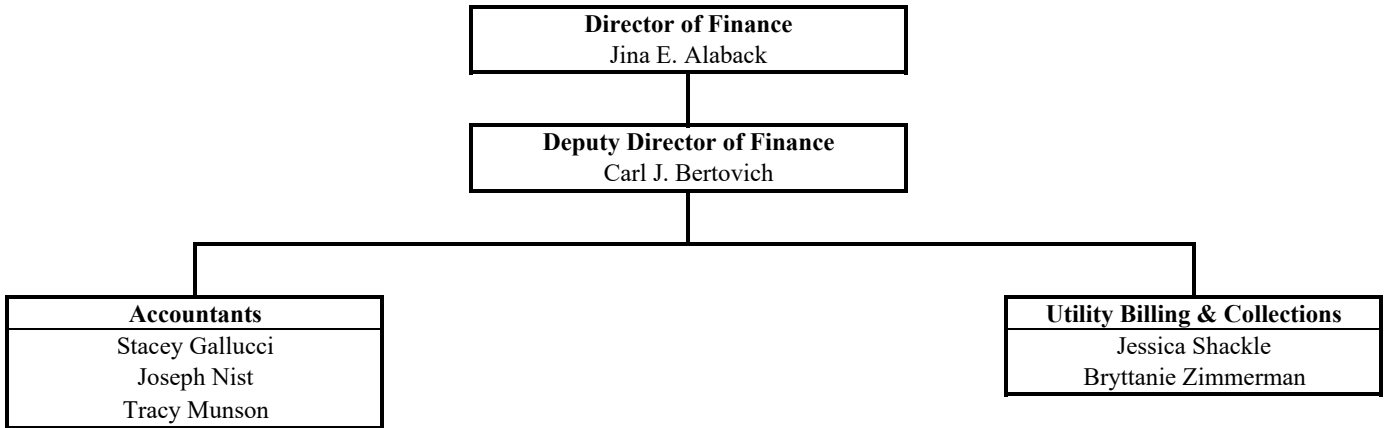 Director of Finance
Jina E. Alaback
Deputy Director of Finance
Carl J. Bertovich
Accountants
Stacey Gallucci
Joseph Nist
Tracy Munson
Utility Billing & Collections
Jessica Shackle
Bryttanie Zimmerman